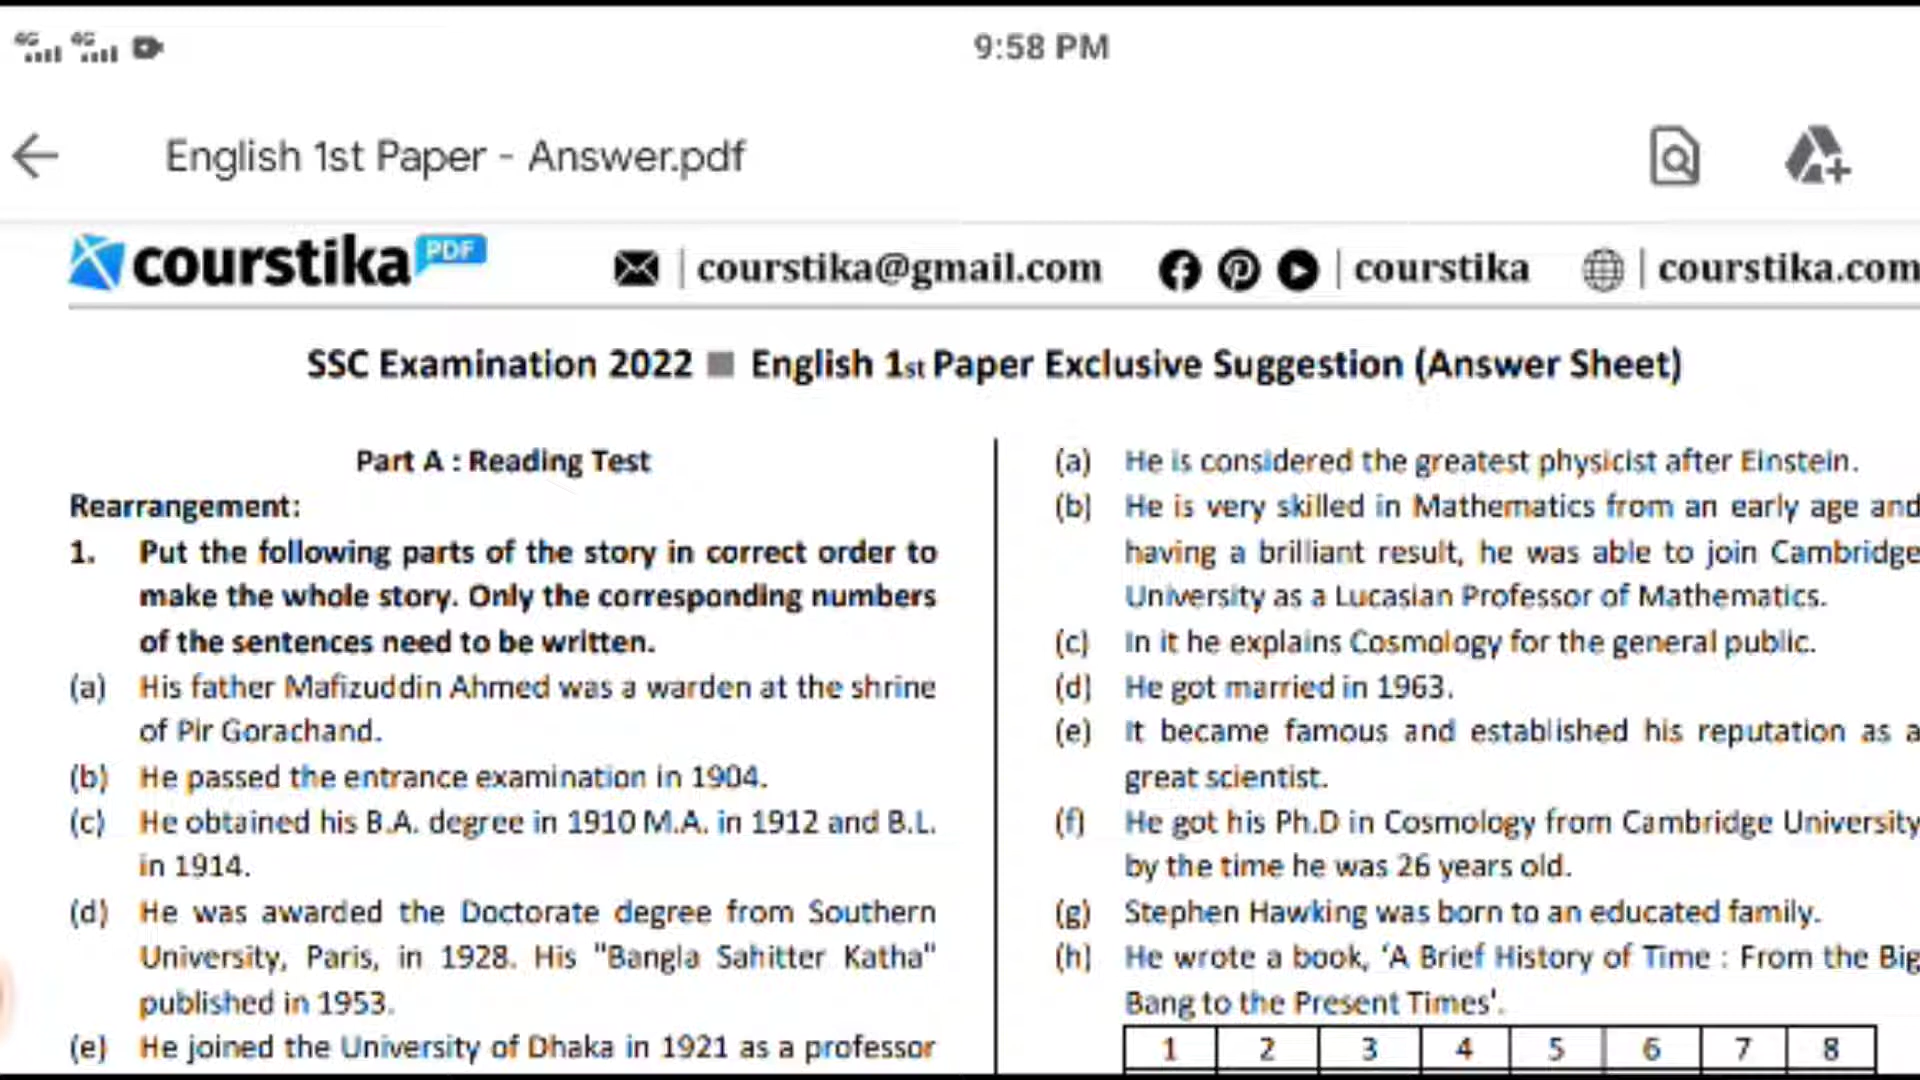 4G 4G 9:58 PM
English 1st Paper - Answer.pdf
courstika PDF | courstika@gmail.com | courstika | courstika.com
SSC Examination 2022 ■ English 1st Paper Exclusive Suggestion (Answer Sheet)
Part A : Reading Test
Rearrangement:
1. Put the following parts of the story in correct order to
make the whole story. Only the corresponding numbers
of the sentences need to be written.
(a) His father Mafizuddin Ahmed was a warden at the shrine
of Pir Gorachand.
(b) He passed the entrance examination in 1904.
(c) He obtained his B.A. degree in 1910 M.A. in 1912 and B.L.
in 1914.
(d) He was awarded the Doctorate degree from Southern
University, Paris, in 1928. His "Bangla Sahitter Katha"
published in 1953.
(e) He joined the University of Dhaka in 1921 as a professor
(a) He is considered the greatest physicist after Einstein.
(b) He is very skilled in Mathematics from an early age and
having a brilliant result, he was able to join Cambridge
University as a Lucasian Professor of Mathematics.
(c) In it he explains Cosmology for the general public.
(d) He got married in 1963.
(e) It became famous and established his reputation as a
great scientist.
(f) He got his Ph.D in Cosmology from Cambridge University
by the time he was 26 years old.
(g) Stephen Hawking was born to an educated family.
(h) He wrote a book, ‘A Brief History of Time : From the Big
Bang to the Present Times'.
1 2 3 4 5 6 7 8